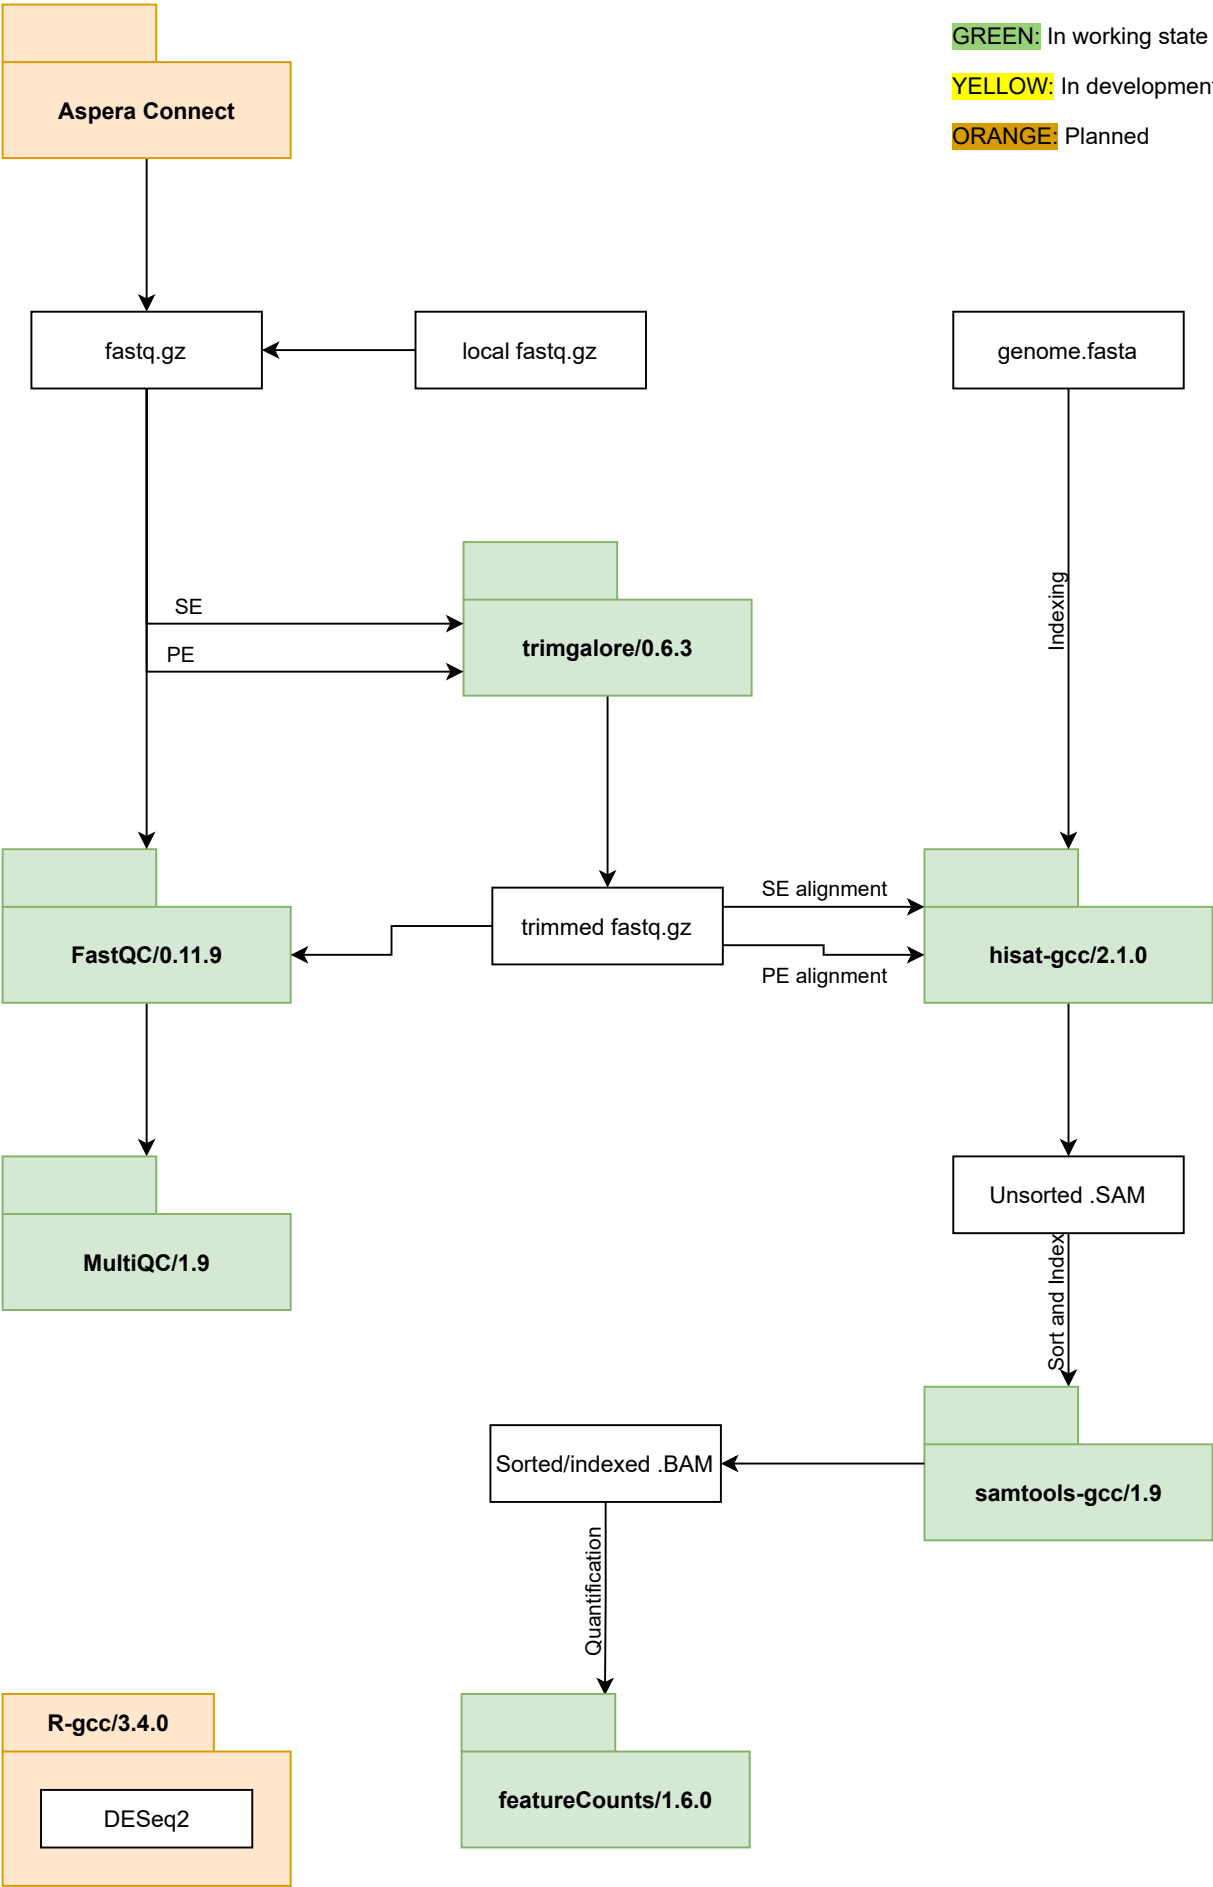 GREEN: In working state
YELLOW: In development
ORANGE: Planned
Aspera Connect
fastq.gz
local fastq.gz
genome.fasta
Indexing
SE
PE
trimgalore/0.6.3
SE alignment
trimmed fastq.gz
PE alignment
FastQC/0.11.9
hisat-gcc/2.1.0
Unsorted .SAM
MultiQC/1.9
Sort and Index
Sorted/indexed .BAM
samtools-gcc/1.9
Quantification
R-gcc/3.4.0
DESeq2
featureCounts/1.6.0